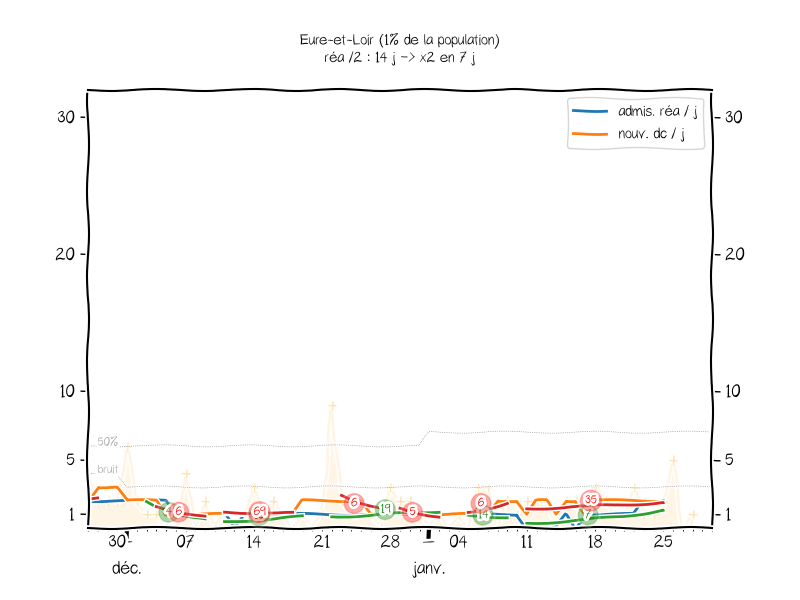 Eure-et-Loir (1% de la population)
réa /2 : 14 j -> x2 en 7 j
admis. réa / j
nouv. dc / j
30 30
20 20
10 10
50%
5 5
bruit
6 69 6 19 5 6 14 35 7
1 1
30 07 14 21 28 04 11 18 25
déc. janv.